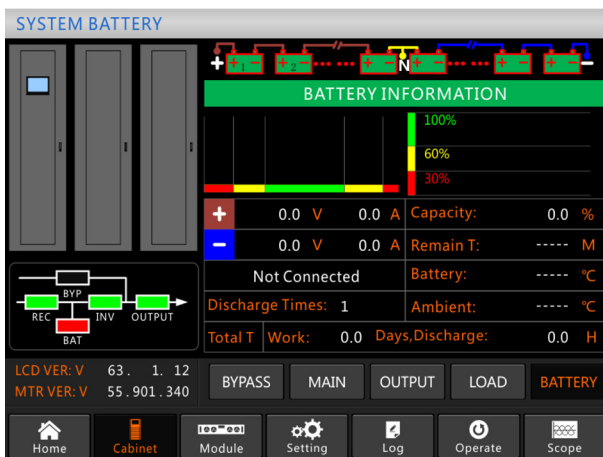 SYSTEM BATTERY
+ + 1 - + 2 - + - N + - + - + - -
BATTERY INFORMATION
100%
60%
30%
+ 0.0 V 0.0 A Capacity: 0.0 %
- 0.0 V 0.0 A Remain T: ----- M
Not Connected Battery: ----- ℃
Discharge Times: 1 Ambient: ----- ℃
Total T Work: 0.0 Days,Discharge: 0.0 H
BYP
REC INV OUTPUT
BAT
LCD VER: V 63. 1. 12
MTR VER: V 55.901.340
BYPASS MAIN OUTPUT LOAD BATTERY
Home Cabinet Module Setting Log Operate Scope